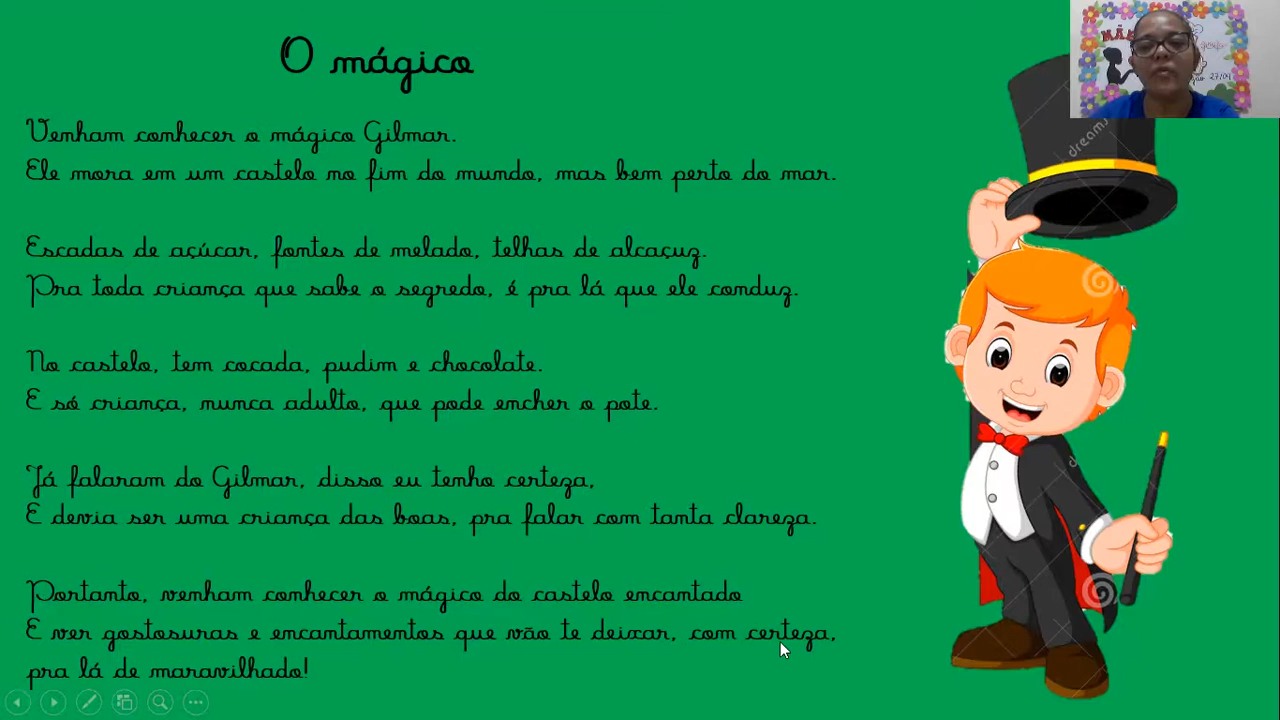 O mágico
Venham conhecer o mágico Gilmar.
Ele mora em um castelo no fim do mundo, mas bem perto do mar.
Escadas de açúcar, fontes de melado, telhas de alcaçuz.
Pra toda criança que sabe o segredo, é pra lá que ele conduz.
No castelo, tem cocada, pudim e chocolate.
E só criança, nunca adulto, que pode encher o pote.
Já falaram do Gilmar, disso eu tenho certeza,
E devia ser uma criança das boas, pra falar com tanta clareza.
Portanto, venham conhecer o mágico do castelo encantado
E ver gostosuras e encantamentos que vão te deixar, com certeza,
pra lá de maravilhado!
dreams
27/09